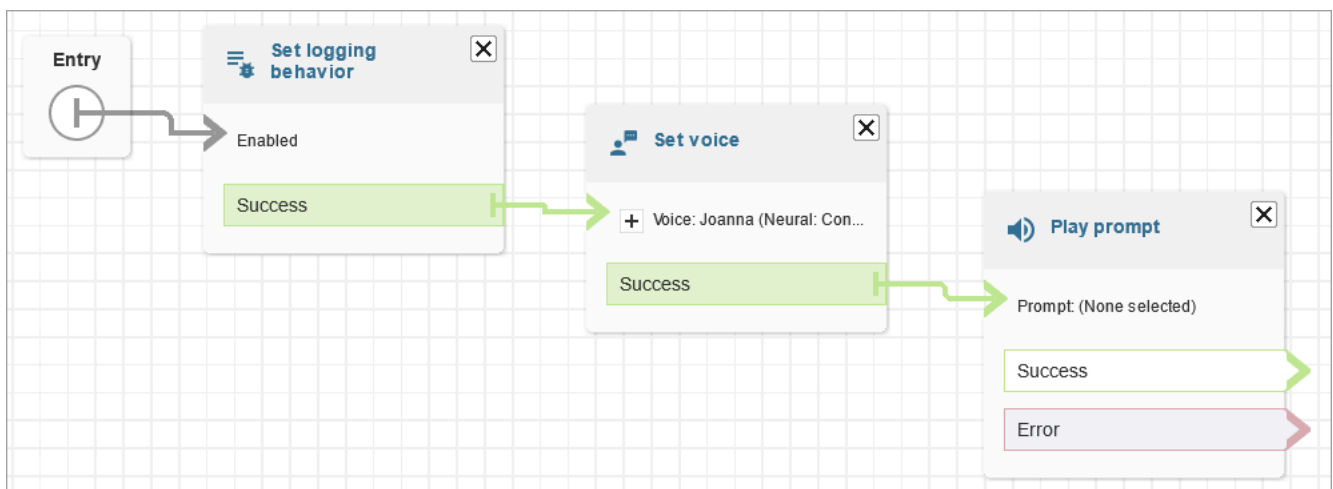 Entry
Set logging
behavior
Enabled
Success
Set voice
Voice: Joanna (Neural: Con...
Success
Play prompt
Prompt: (None selected)
Success
Error